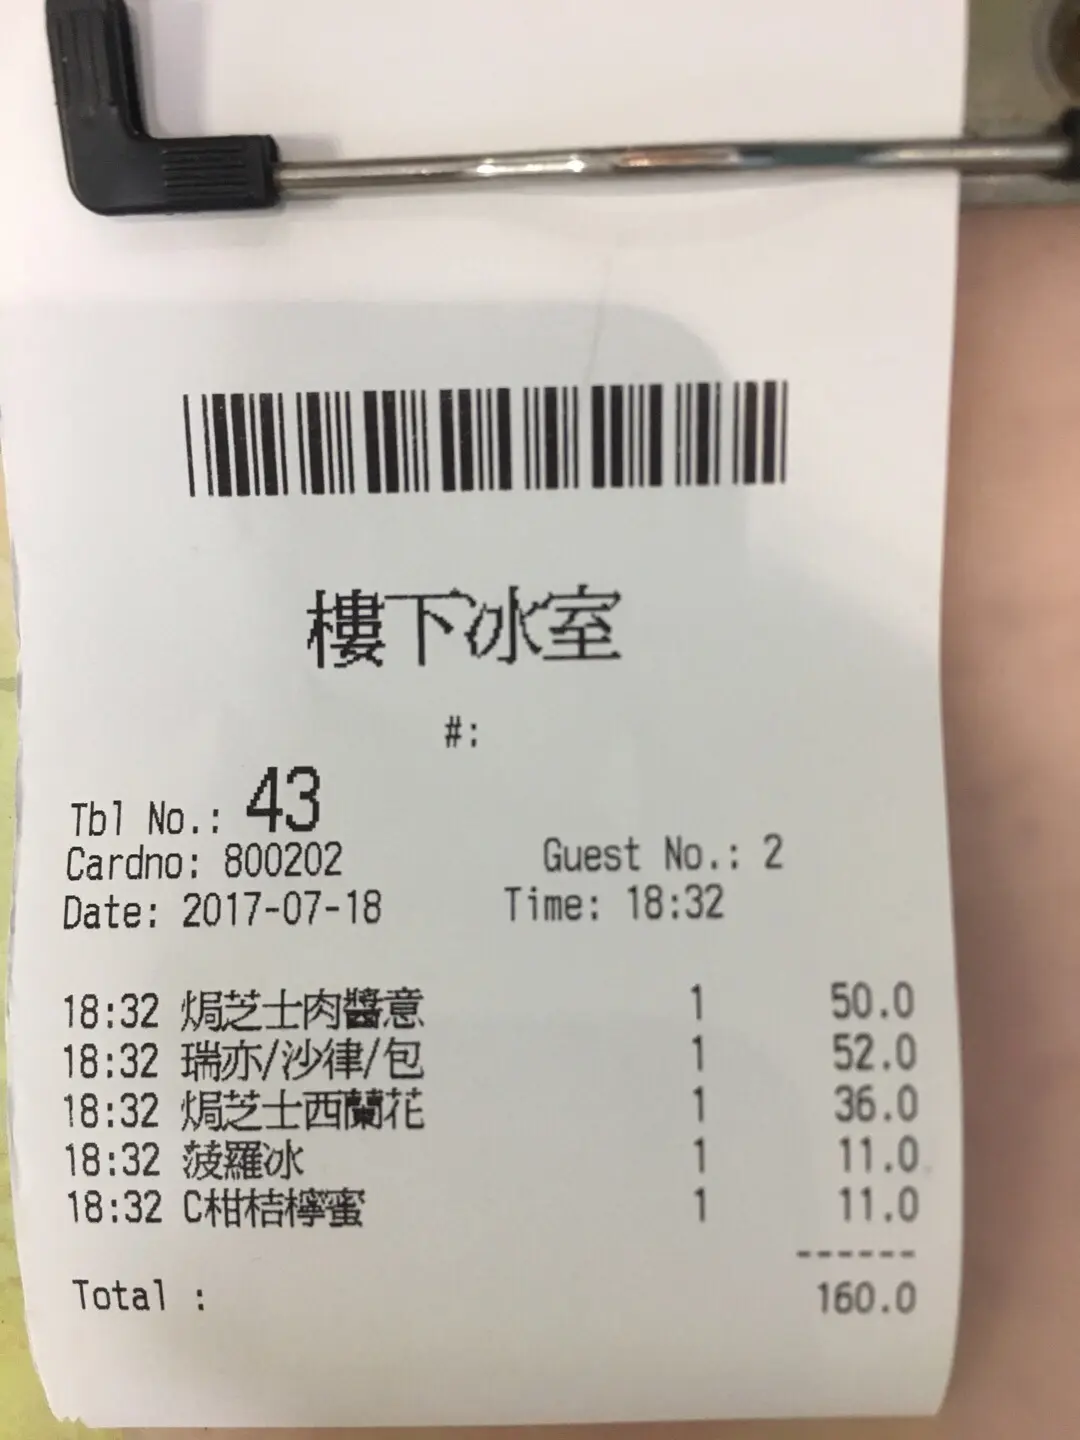 樓下冰室
#:
Tbl No.: 43
Cardno: 800202 Guest No.: 2
Date: 2017-07-18 Time: 18:32
18:32 焗芝士肉醬意 1 50.0
18:32 瑞亦/沙律/包 1 52.0
18:32 焗芝士西蘭花 1 36.0
18:32 菠羅冰 1 11.0
18:32 C柑桔檸蜜 1 11.0
------
Total : 160.0